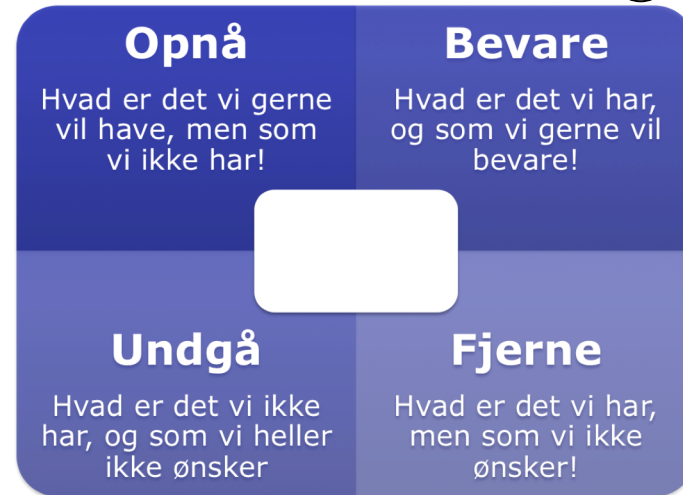 Opnå
Hvad er det vi gerne
vil have, men som
vi ikke har!
Bevare
Hvad er det vi har,
og som vi gerne vil
bevare!
Undgå
Hvad er det vi ikke
har, og som vi heller
ikke ønsker
Fjerne
Hvad er det vi har,
men som vi ikke
ønsker!